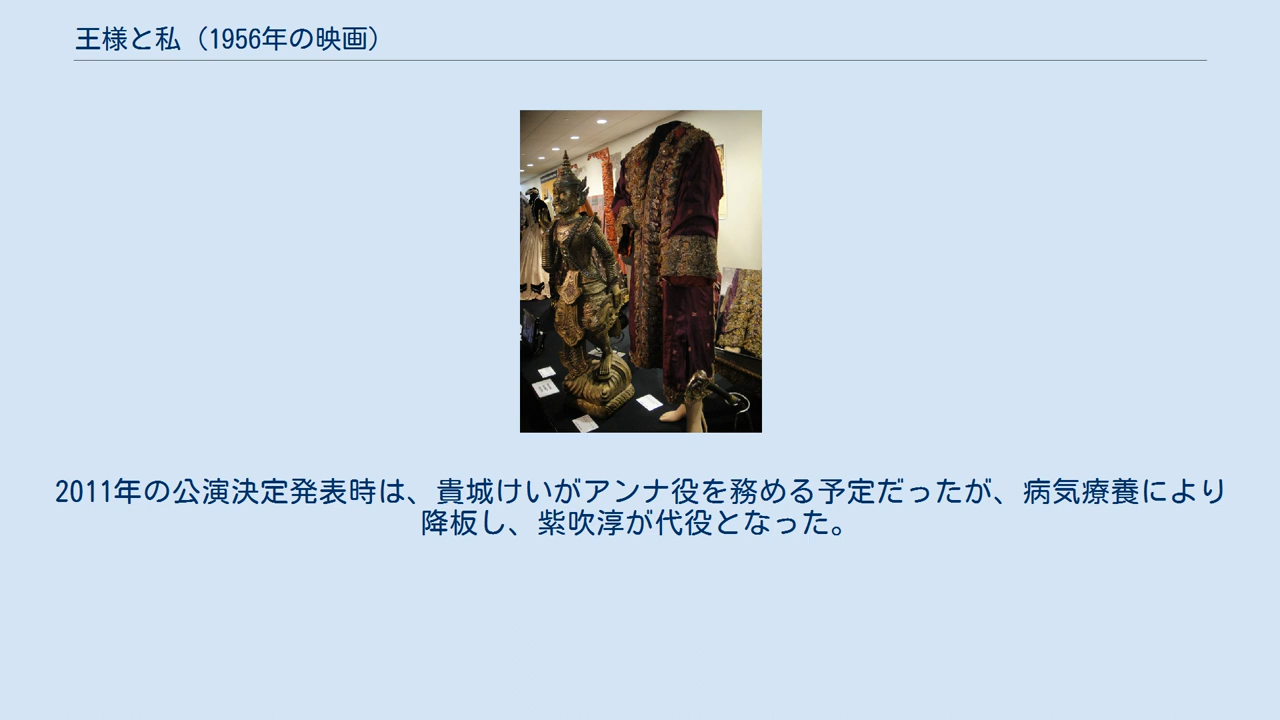 王様と私（1956年の映画）
2011年の公演決定発表時は、貴城けいがアンナ役を務める予定だったが、病気療養により
降板し、紫吹淳が代役となった。